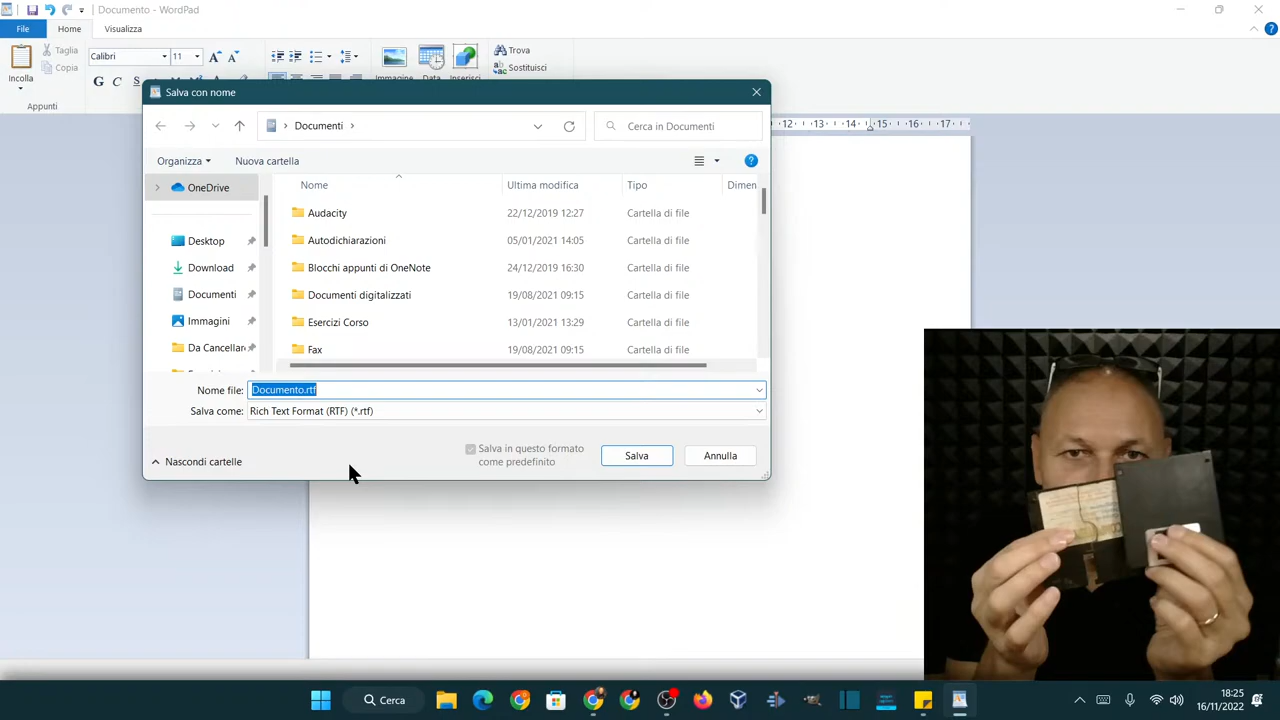 Documento - WordPad
File
Home
Visualizza
Incolla
Taglia
Copia
Calibri
11
G
C
S
Immagine
Data
Inserisci
Trova
Sostituisci
Appunti
Salva con nome
Documenti
Cerca in Documenti
Organizza
Nuova cartella
12 13 14 15 16 17
OneDrive
Desktop
Download
Documenti
Immagini
Da Cancellar
Nome
Ultima modifica
Tipo
Dimen
Audacity
22/12/2019 12:27
Cartella di file
Autodichiarazioni
05/01/2021 14:05
Cartella di file
Blocchi appunti di OneNote
24/12/2019 16:30
Cartella di file
Documenti digitalizzati
19/08/2021 09:15
Cartella di file
Esercizi Corso
13/01/2021 13:29
Cartella di file
Fax
19/08/2021 09:15
Cartella di file
Nome file:
Documento.rtf
Salva come:
Rich Text Format (RTF) (*.rtf)
Nascondi cartelle
Salva in questo formato
come predefinito
Salva
Annulla
Cerca
18:25
16/11/2022